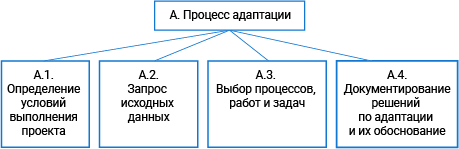 А. Процесс адаптации
А.1.
Определение
условий
выполнения
проекта
А.2.
Запрос
исходных
данных
А.3.
Выбор процессов,
работ и задач
А.4.
Документирование
решений
по адаптации
и их обоснование